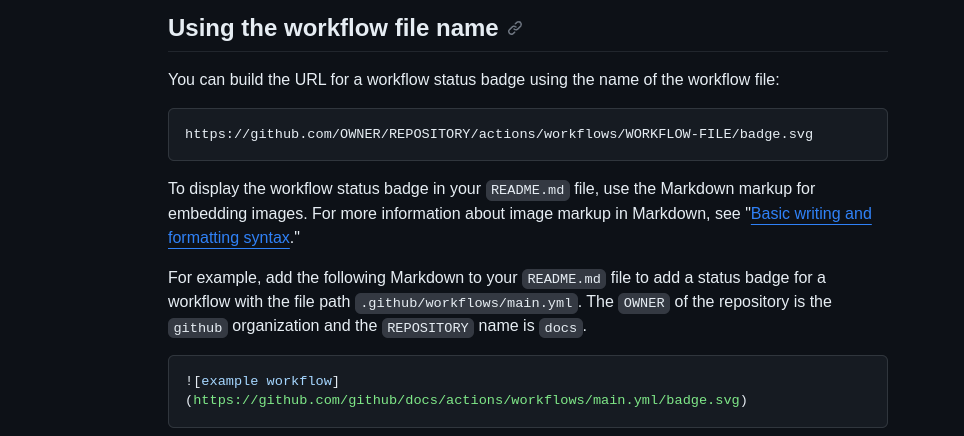 Using the workflow file name
You can build the URL for a workflow status badge using the name of the workflow file:
https://github.com/OWNER/REPOSITORY/actions/workflows/WORKFLOW-FILE/badge.svg
To display the workflow status badge in your README.md file, use the Markdown markup for
embedding images. For more information about image markup in Markdown, see "Basic writing and
formatting syntax."
For example, add the following Markdown to your README.md file to add a status badge for a
workflow with the file path .github/workflows/main.yml. The OWNER of the repository is the
github organization and the REPOSITORY name is docs.
![example workflow]
(https://github.com/github/docs/actions/workflows/main.yml/badge.svg)